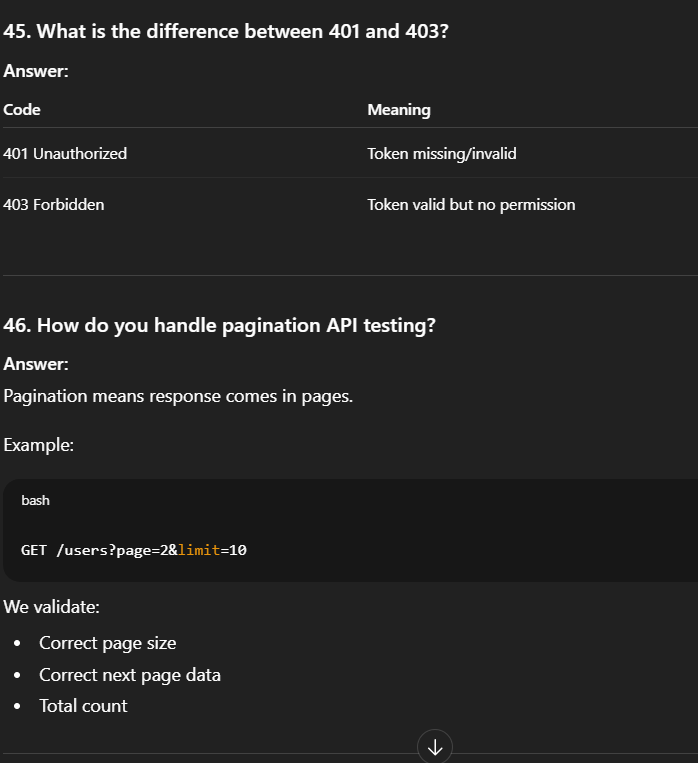 45. What is the difference between 401 and 403?
Answer:
Code Meaning
401 Unauthorized Token missing/invalid
403 Forbidden Token valid but no permission
46. How do you handle pagination API testing?
Answer:
Pagination means response comes in pages.
Example:
bash
GET /users?page=2&limit=10
We validate:
• Correct page size
• Correct next page data
• Total count